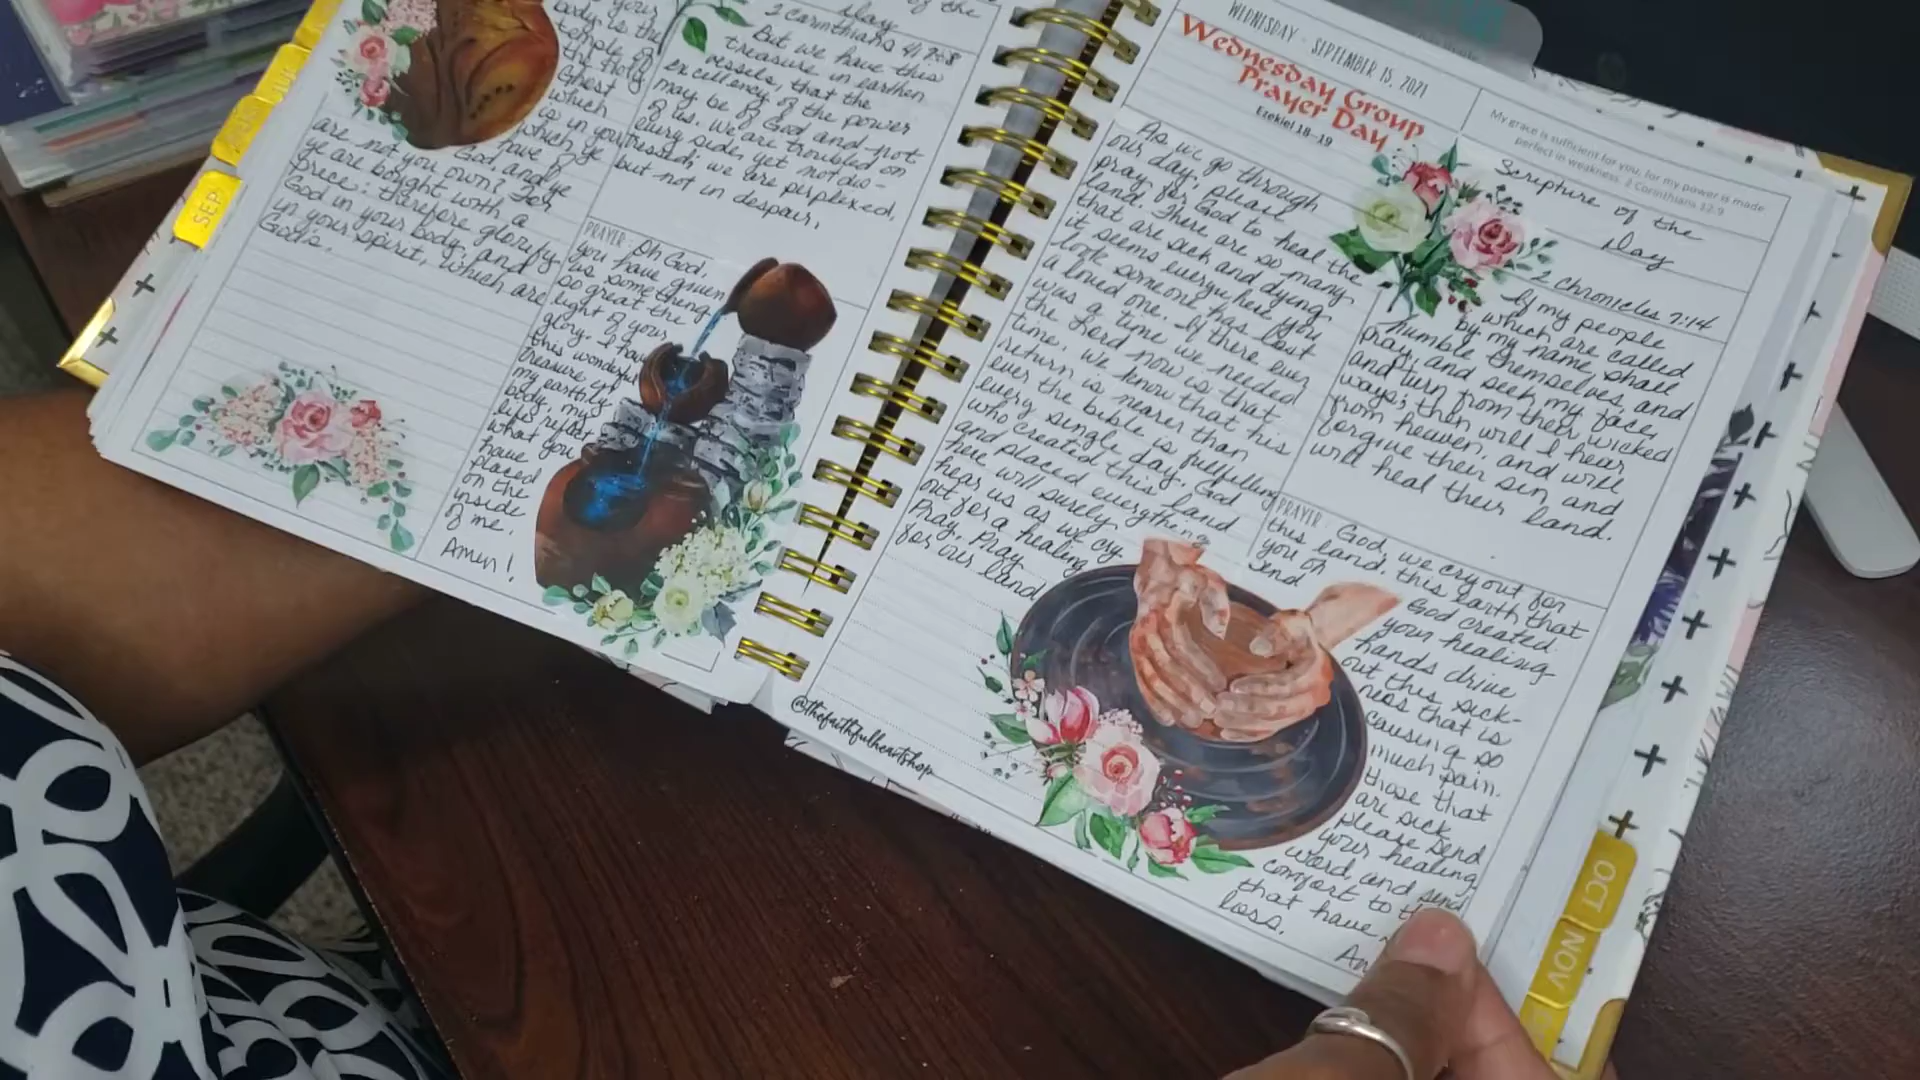 of the
day
2 Corinthians 4:7-8
But we have this
treasure in earthen
vessels, that the
excellency of the power
may be of God and not
of us. We are troubled on
every side, yet not dis-
tressed; we are perplexed,
but not in despair,
body is the
temple of
the Holy
Ghost
which
is in you
which ye
have of
God, and ye
are not you own? For
ye are bought with a
price: therefore glorify
God in your body, and
in your spirit, which are
God's.
PRAYER: Oh God,
you have given
us something
so great the
light of your
glory. I have
this wonderful
treasure in
my earthly
body, my
life reflect
what you
have
placed
on the
inside
of me.
Amen!
SEP
WEDNESDAY - SEPTEMBER 15, 2021
Wednesday Group
Prayer Day
Ezekiel 18-19
My grace is sufficient for you, for my power is made
perfect in weakness. 2 Corinthians 12:9
As we go through
our day, please
pray for God to heal the
land. There are so many
that are sick and dying,
it seems everywhere you
look someone has lost
a loved one. If there ever
was a time we needed
the Lord now is that
time. We know that his
return is nearer than
ever the bible is fulfilling
every single day. God
who created this land
and placed everything
here will surely
hear us as we cry
out for a healing
Pray, Pray
for our land
Scripture of the
day
2 Chronicles 7:14
If my people
which are called
by my name shall
humble themselves, and
pray, and seek my face,
and turn from their wicked
ways; then will I hear
from heaven, and will
forgive their sin, and
will heal their land.
PRAYER: God, we cry out for
this land, this earth that
you oh God created.
Send your healing
hands drive
out this sick-
ness that is
causing so
much pain.
those that
are sick
please send
your healing
word, and send
comfort to
that have
loss.
@thefaithfulheartshop
OCT
NOV